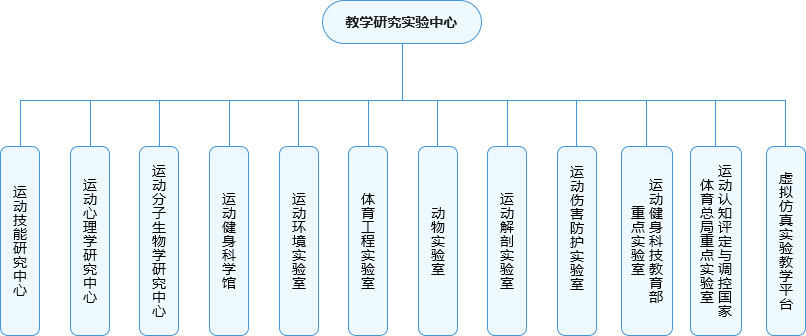 教学研究实验中心
运动技能研究中心
运动心理学研究中心
运动分子生物学研究中心
运动健身科学馆
运动环境实验室
体育工程实验室
动物实验室
运动解剖实验室
运动伤害防护实验室
运动健身科技教育部
重点实验室
运动认知评定与调控国家
体育总局重点实验室
虚拟仿真实验教学平台